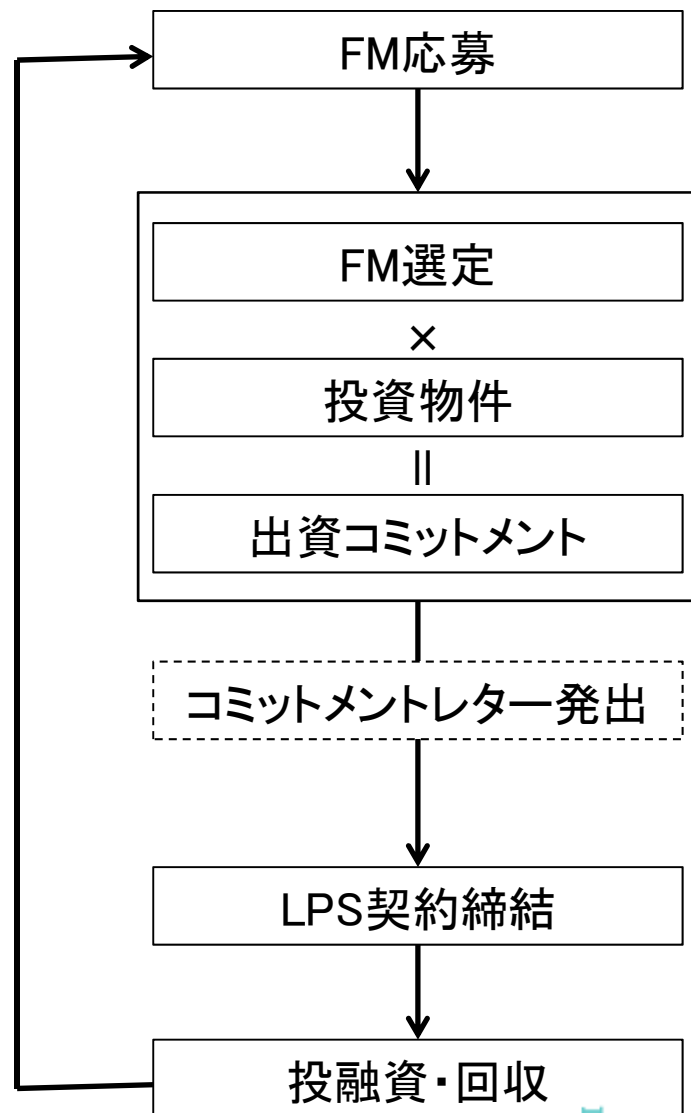 FM応募
FM選定
×
投資物件
=
出資コミットメント
コミットメントレター発出
LPS契約締結
投融資・回収